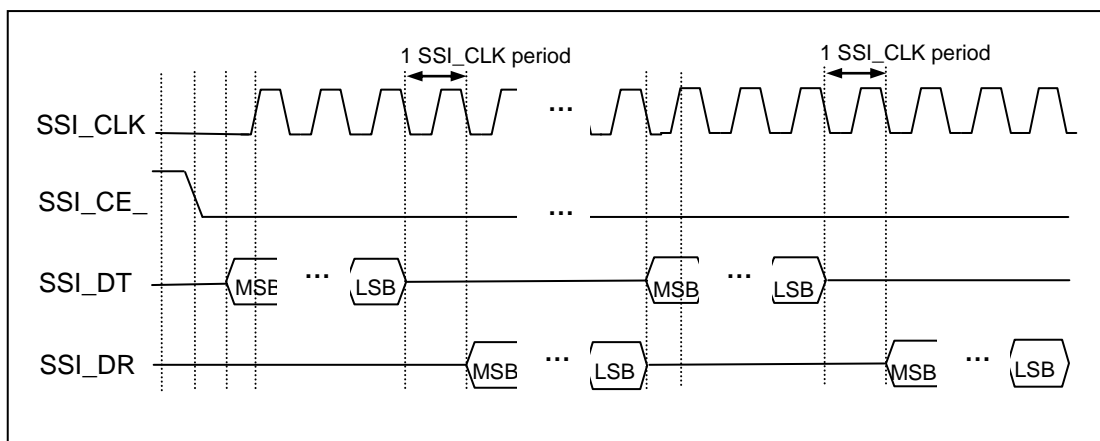 1 SSI_CLK period
1 SSI_CLK period
SSI_CLK
...
SSI_CE_
...
SSI_DT
MSB
...
LSB
MSB
...
LSB
SSI_DR
MSB
...
LSB
MSB
...
LSB